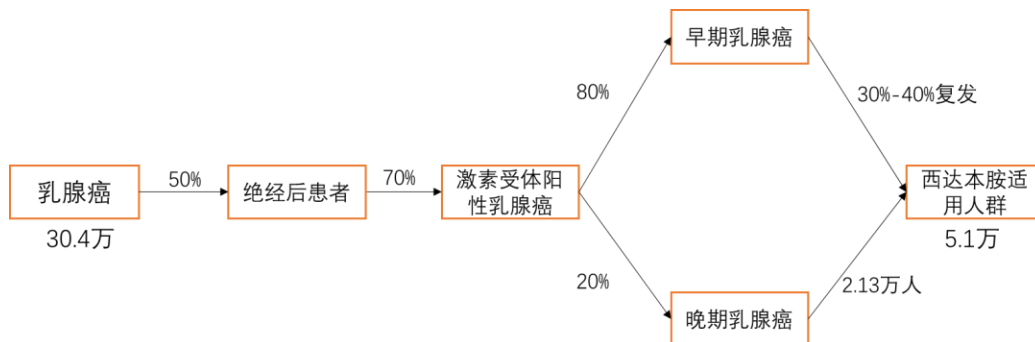 早期乳腺癌
80%
30%-40%复发
乳腺癌
50%
绝经后患者
70%
激素受体阳
性乳腺癌
西达本胺适
用人群
30.4万
5.1万
20%
2.13万人
晚期乳腺癌